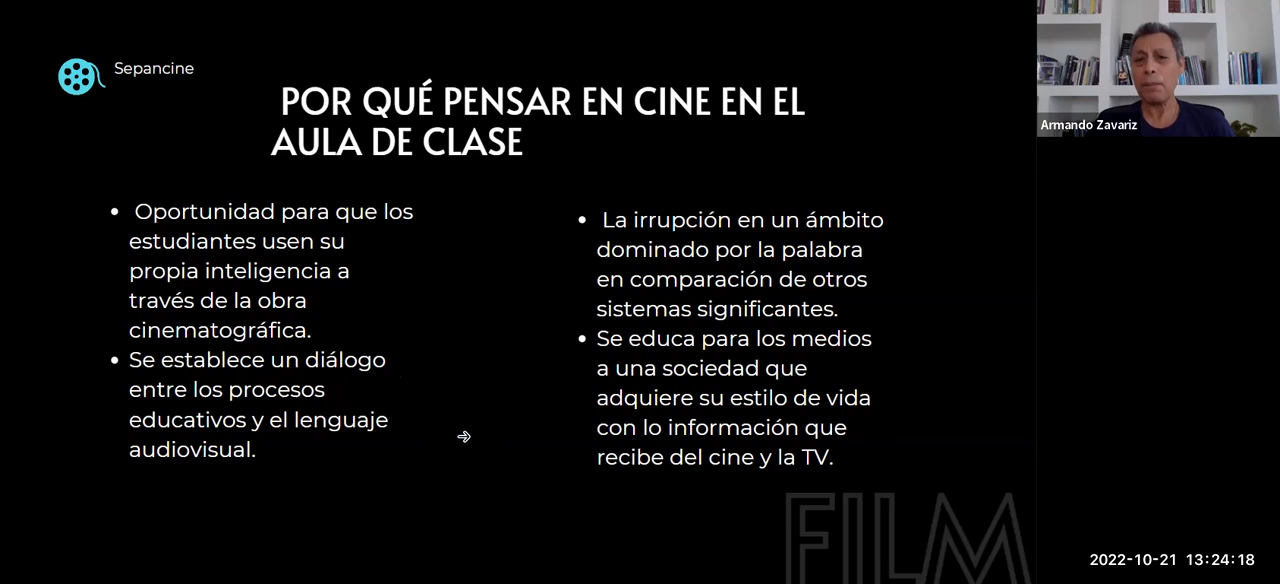 Sepancine
POR QUÉ PENSAR EN CINE EN EL
AULA DE CLASE
• Oportunidad para que los
estudiantes usen su
propia inteligencia a
través de la obra
cinematográfica.
• Se establece un diálogo
entre los procesos
educativos y el lenguaje
audiovisual.
• La irrupción en un ámbito
dominado por la palabra
en comparación de otros
sistemas significantes.
• Se educa para los medios
a una sociedad que
adquiere su estilo de vida
con lo información que
recibe del cine y la TV.
FILM
Armando Zavariz
2022-10-21 13:24:18